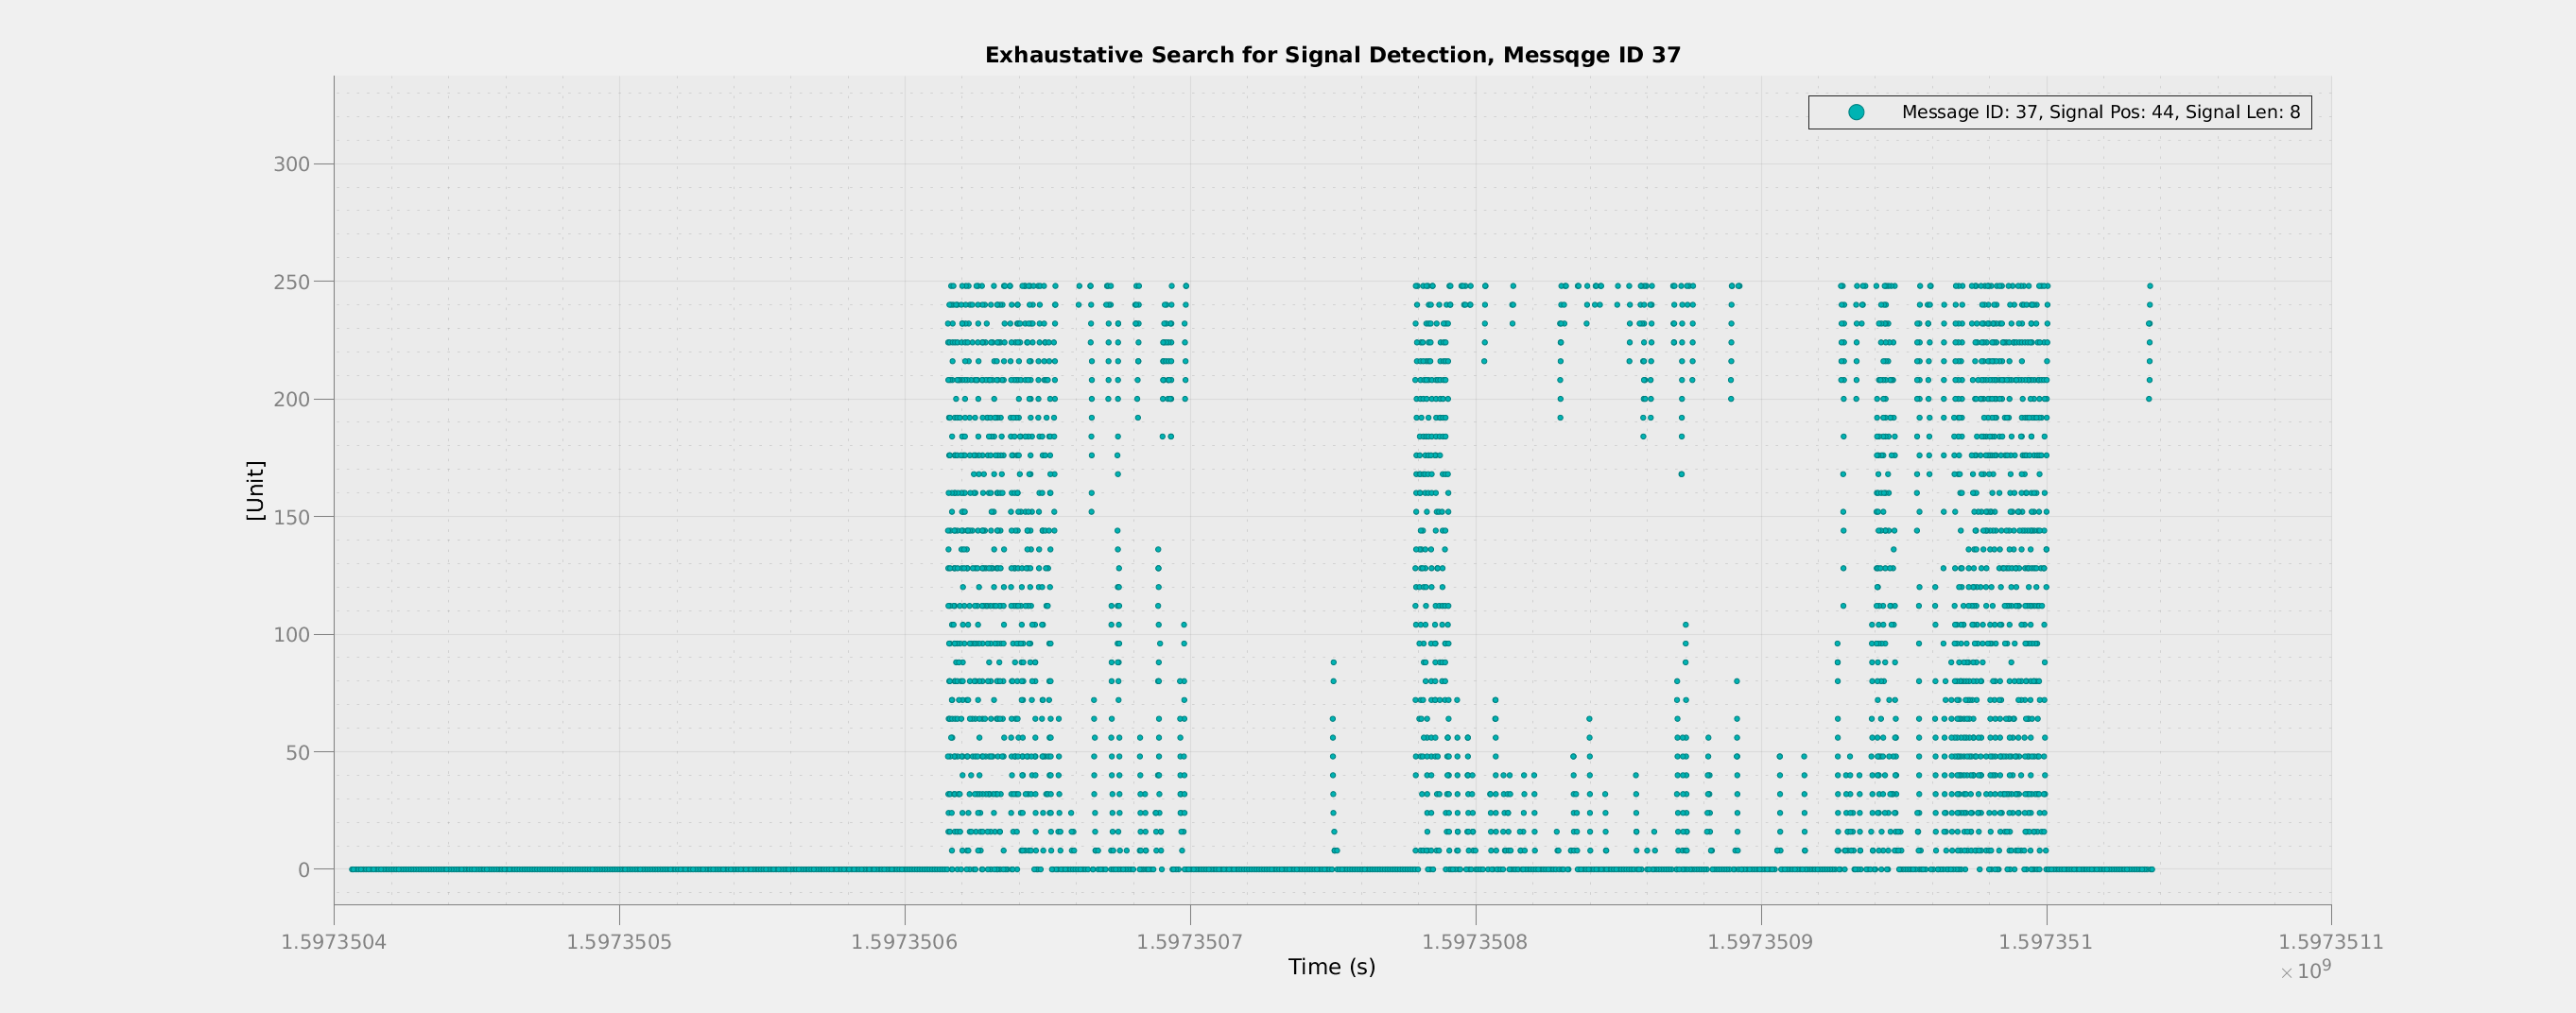 Exhaustative Search for Signal Detection, Messqge ID 37
Message ID: 37, Signal Pos: 44, Signal Len: 8
300
250
200
150
100
50
0
[Unit]
1.5973504 1.5973505 1.5973506 1.5973507 1.5973508 1.5973509 1.597351 1.5973511
Time (s)
× 10⁹